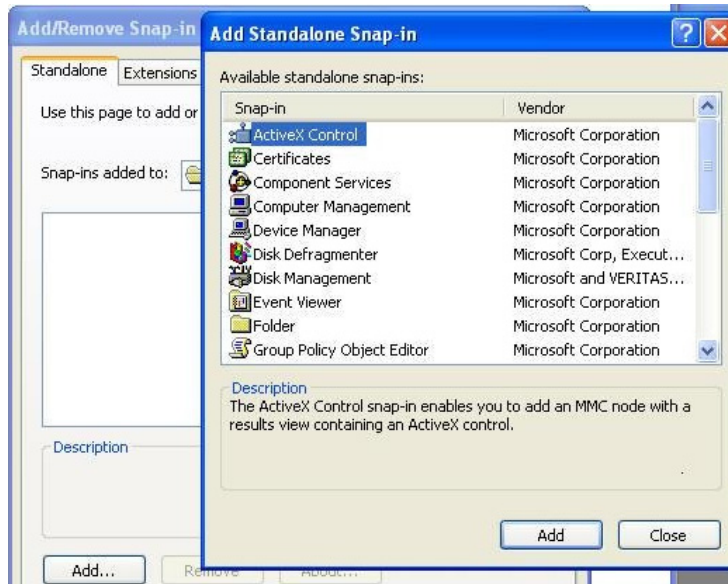 Add/Remove Snap-in
Standalone Extensions
Use this page to add or
Snap-ins added to:
Description
Add... Remove About...
Add Standalone Snap-in
Available standalone snap-ins:
Snap-in Vendor
ActiveX Control Microsoft Corporation
Certificates Microsoft Corporation
Component Services Microsoft Corporation
Computer Management Microsoft Corporation
Device Manager Microsoft Corporation
Disk Defragmenter Microsoft Corp, Execut...
Disk Management Microsoft and VERITAS...
Event Viewer Microsoft Corporation
Folder Microsoft Corporation
Group Policy Object Editor Microsoft Corporation
Description
The ActiveX Control snap-in enables you to add an MMC node with a
results view containing an ActiveX control.
Add Close